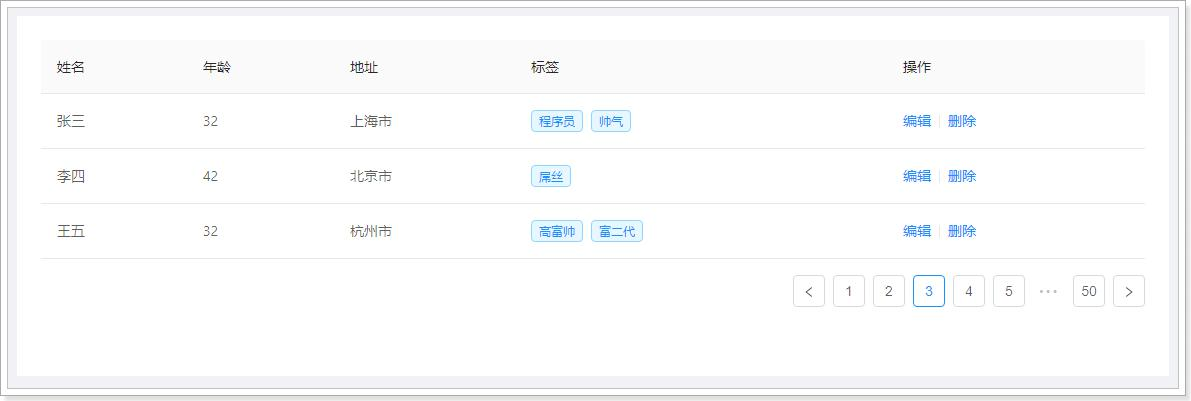 姓名 年龄 地址 标签 操作
张三 32 上海市 程序员 帅气 编辑 删除
李四 42 北京市 屌丝 编辑 删除
王五 32 杭州市 高富帅 富二代 编辑 删除
< 1 2 3 4 5 ••• 50 >